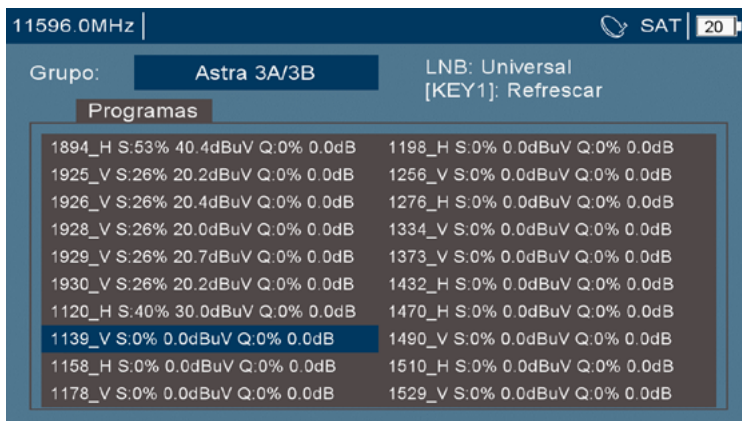 11596.0MHz
SAT
20
Grupo:
Astra 3A/3B
LNB: Universal
[KEY1]: Refrescar
Programas
1894_H S:53% 40.4dBuV Q:0% 0.0dB
1925_V S:26% 20.2dBuV Q:0% 0.0dB
1926_V S:26% 20.4dBuV Q:0% 0.0dB
1928_V S:26% 20.0dBuV Q:0% 0.0dB
1929_V S:26% 20.7dBuV Q:0% 0.0dB
1930_V S:26% 20.2dBuV Q:0% 0.0dB
1120_H S:40% 30.0dBuV Q:0% 0.0dB
1139_V S:0% 0.0dBuV Q:0% 0.0dB
1158_H S:0% 0.0dBuV Q:0% 0.0dB
1178_V S:0% 0.0dBuV Q:0% 0.0dB
1198_H S:0% 0.0dBuV Q:0% 0.0dB
1256_V S:0% 0.0dBuV Q:0% 0.0dB
1276_H S:0% 0.0dBuV Q:0% 0.0dB
1334_V S:0% 0.0dBuV Q:0% 0.0dB
1373_V S:0% 0.0dBuV Q:0% 0.0dB
1432_H S:0% 0.0dBuV Q:0% 0.0dB
1470_H S:0% 0.0dBuV Q:0% 0.0dB
1490_V S:0% 0.0dBuV Q:0% 0.0dB
1510_H S:0% 0.0dBuV Q:0% 0.0dB
1529_V S:0% 0.0dBuV Q:0% 0.0dB